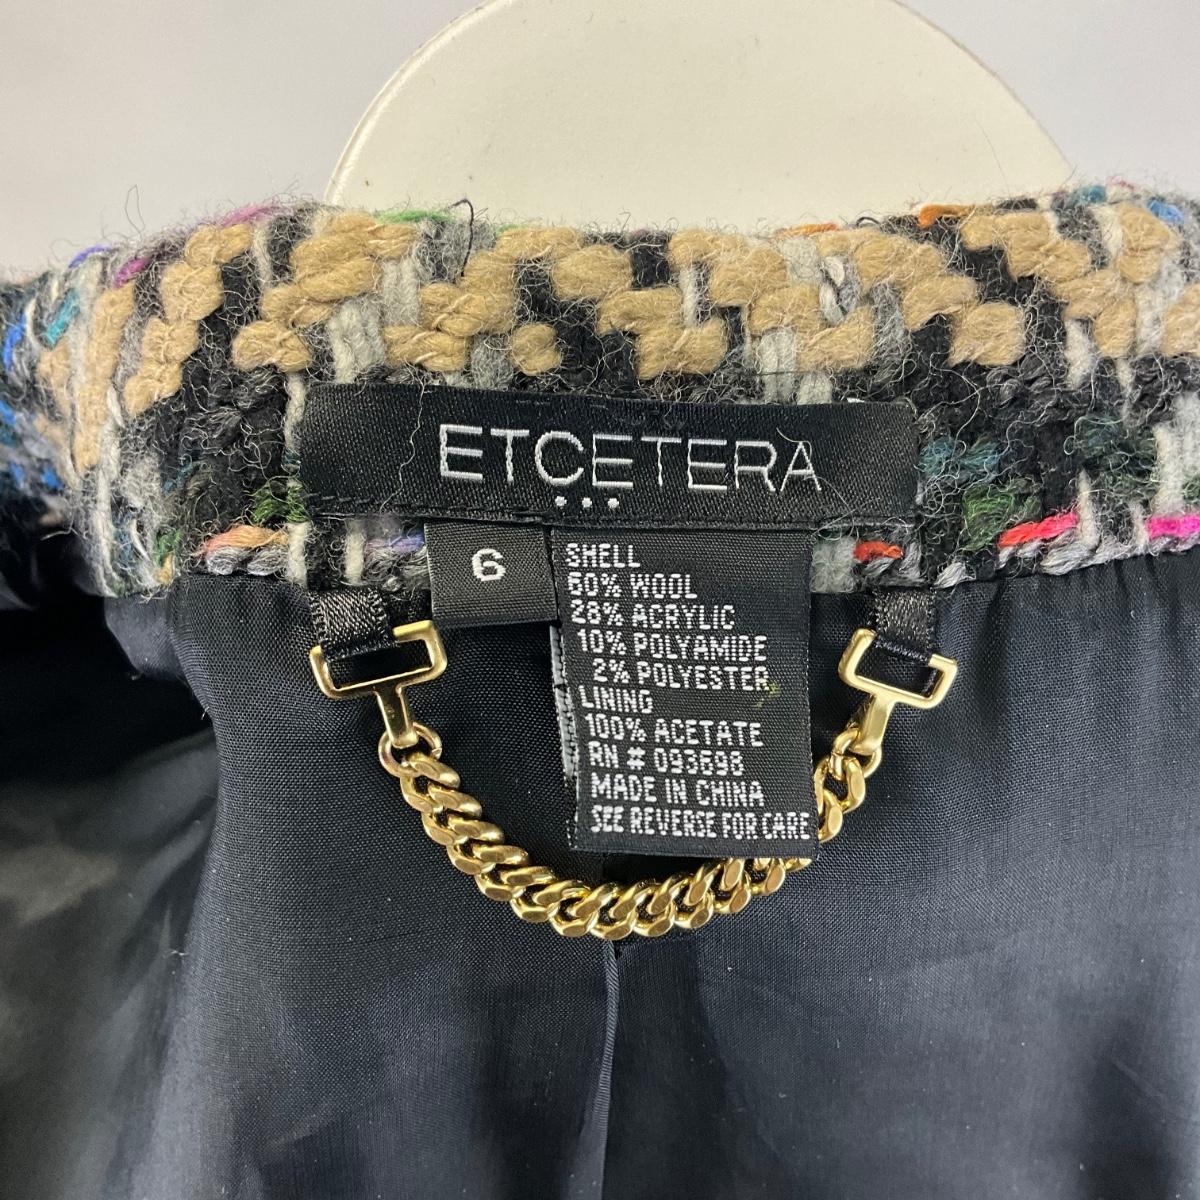 ETCETERA
...
6
SHELL
60% WOOL
28% ACRYLIC
10% POLYAMIDE
2% POLYESTER
LINING
100% ACETATE
RN # 093698
MADE IN CHINA
SEE REVERSE FOR CARE